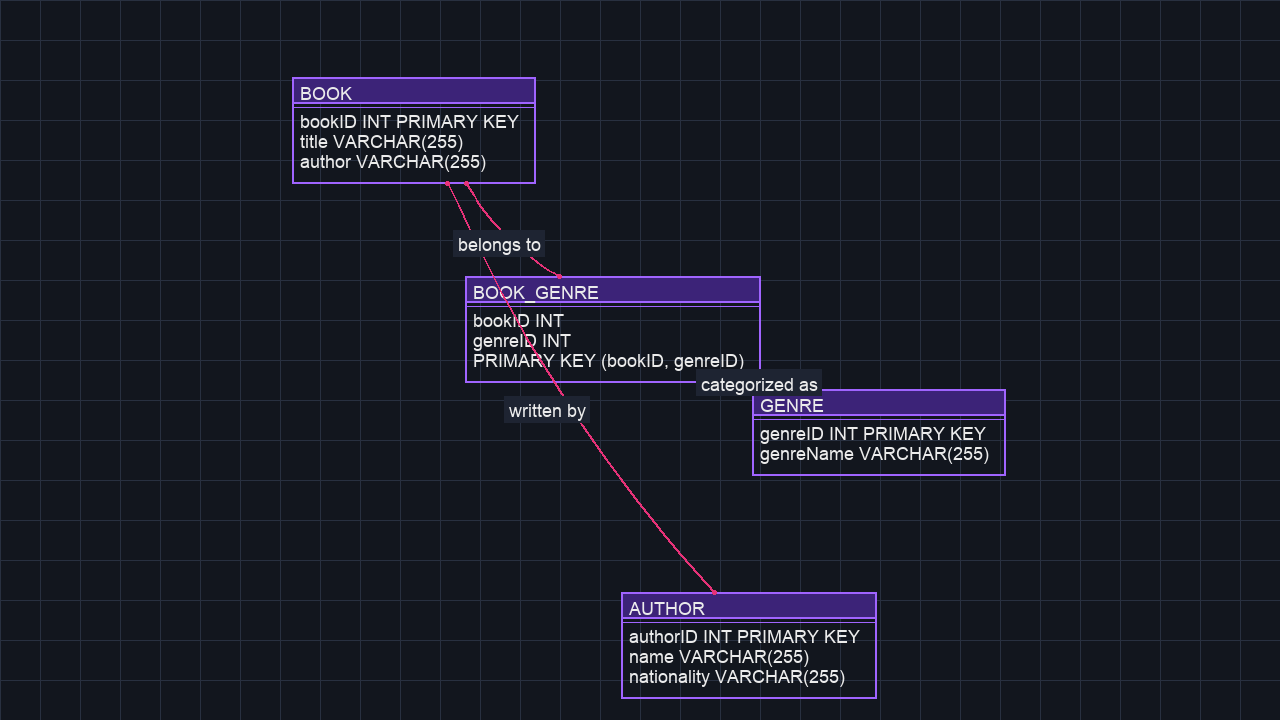 BOOK
bookID INT PRIMARY KEY
title VARCHAR(255)
author VARCHAR(255)
belongs to
BOOK_GENRE
bookID INT
genreID INT
PRIMARY KEY (bookID, genreID)
categorized as
GENRE
genreID INT PRIMARY KEY
genreName VARCHAR(255)
written by
AUTHOR
authorID INT PRIMARY KEY
name VARCHAR(255)
nationality VARCHAR(255)